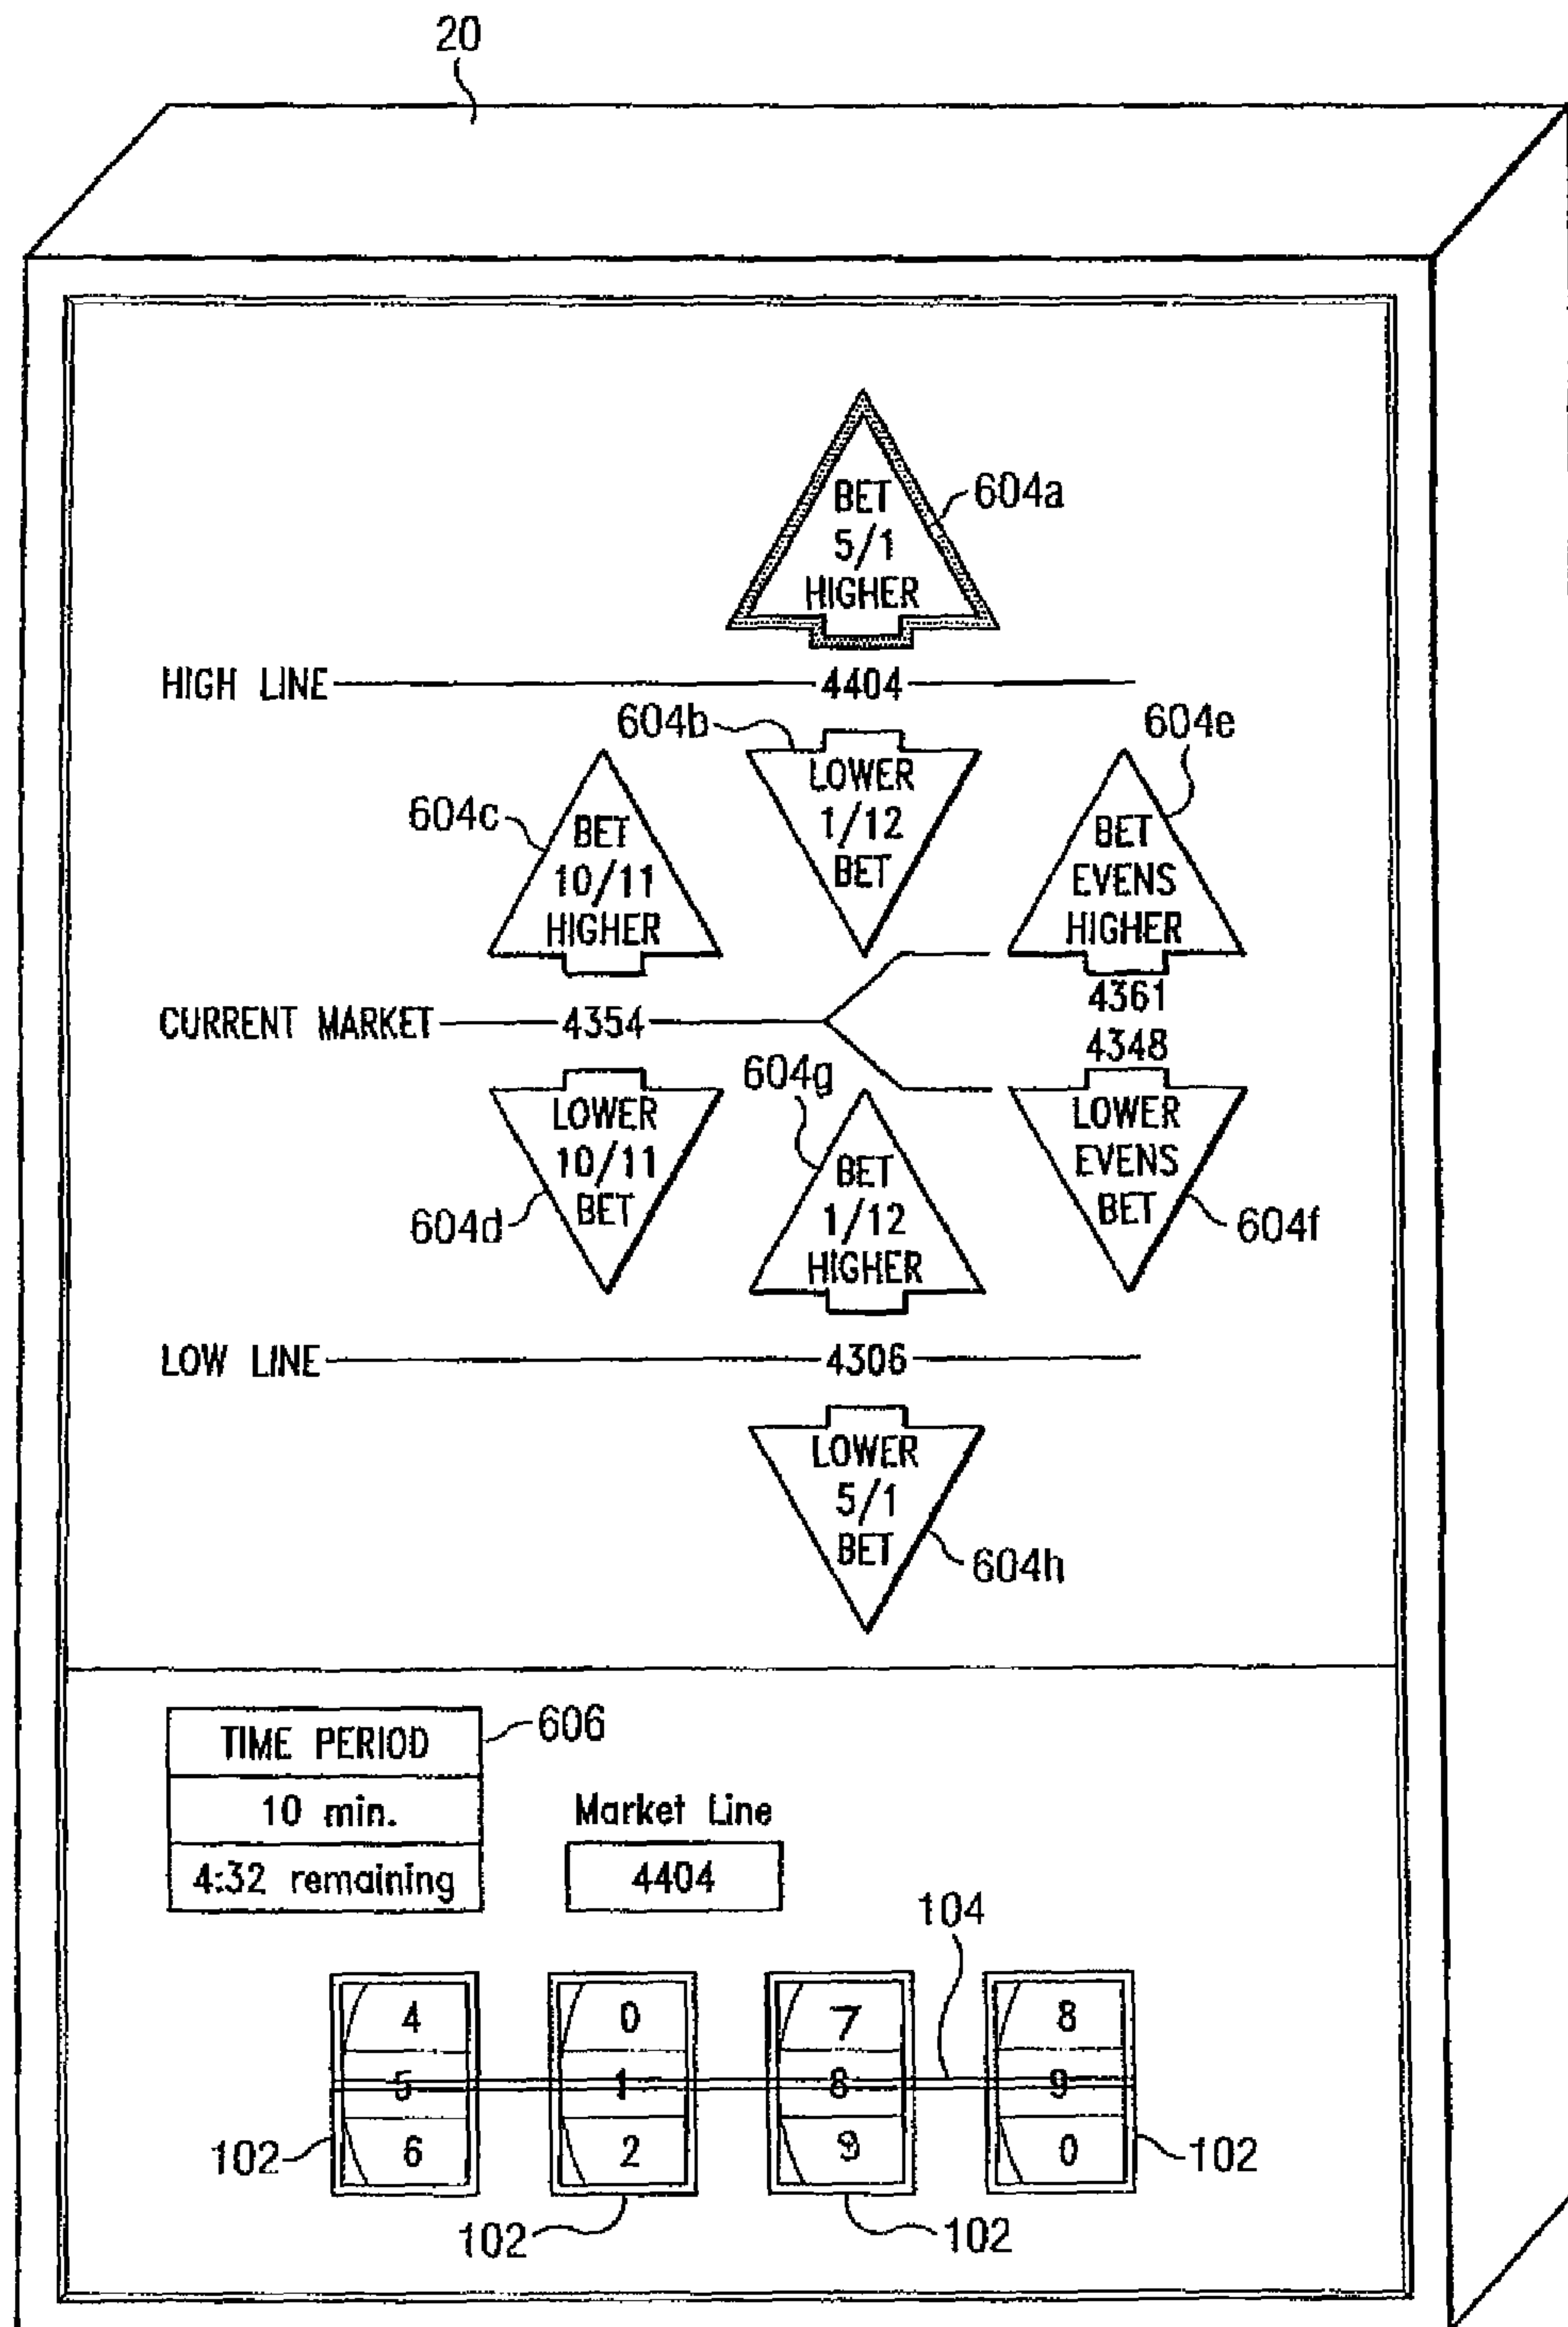 20
BET
5/1
HIGHER
604a
HIGH LINE 4404
604b
604e
LOWER
1/12
BET
604c
BET
10/11
HIGHER
BET
EVENS
HIGHER
4361
CURRENT MARKET 4354
4348
604g
LOWER
10/11
BET
604d
BET
1/12
HIGHER
LOWER
EVENS
BET
604f
LOW LINE 4306
LOWER
5/1
BET
604h
TIME PERIOD
606
10 min.
4:32 remaining
Market Line
4404
104
4 0 7 8
5 1 8 9
6 2 9 0
102
102
102
102